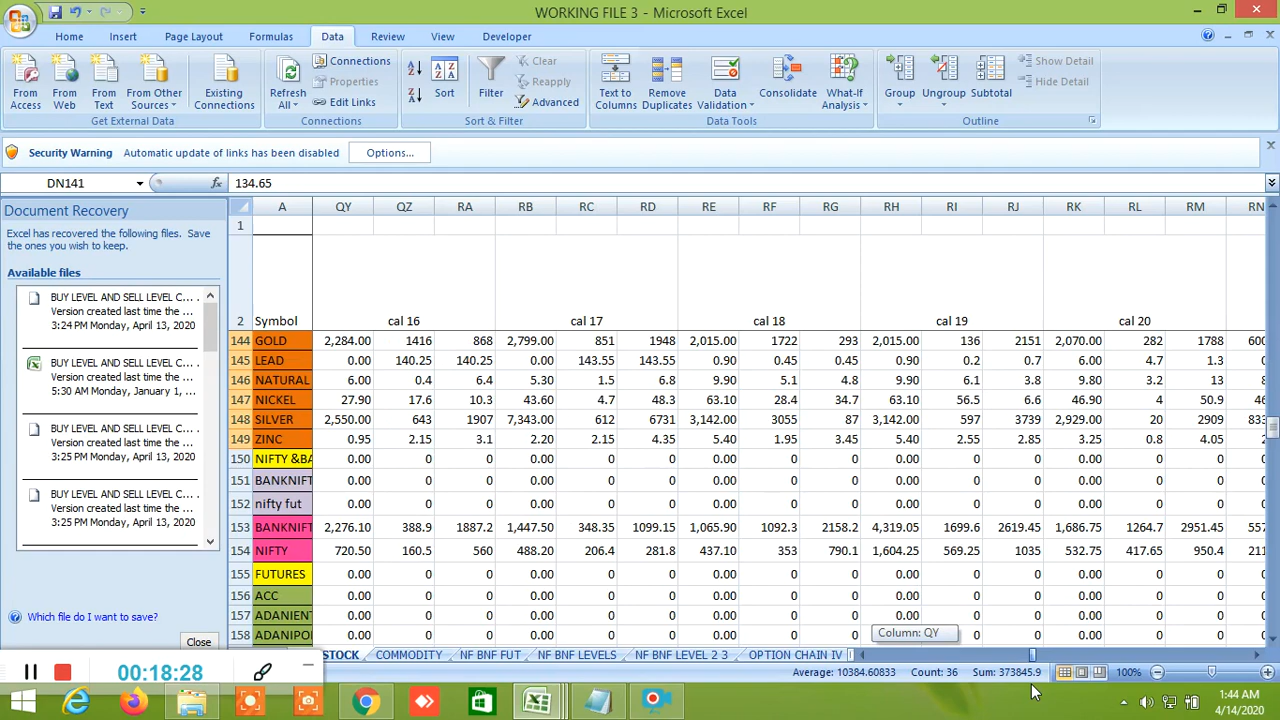 WORKING FILE 3 - Microsoft Excel
Home Insert Page Layout Formulas Data Review View Developer
From Access
From Web
From Text
From Other Sources
Existing Connections
Get External Data
Refresh All
Connections
Properties
Edit Links
Connections
Sort
Filter
Clear
Reapply
Advanced
Sort & Filter
Text to Columns
Remove Duplicates
Data Validation
Consolidate
What-If Analysis
Data Tools
Group
Ungroup
Subtotal
Show Detail
Hide Detail
Outline
Security Warning Automatic update of links has been disabled Options...
DN141 fx 134.65
Document Recovery
Excel has recovered the following files. Save
the ones you wish to keep.
Available files
BUY LEVEL AND SELL LEVEL C...
Version created last time the ...
3:24 PM Monday, April 13, 2020
BUY LEVEL AND SELL LEVEL C...
Version created last time the ...
5:30 AM Monday, January 1, ...
BUY LEVEL AND SELL LEVEL C...
Version created last time the ...
3:25 PM Monday, April 13, 2020
BUY LEVEL AND SELL LEVEL C...
Version created last time the ...
3:25 PM Monday, April 13, 2020
Which file do I want to save?
Close
A QY QZ RA RB RC RD RE RF RG RH RI RJ RK RL RM RN
1
2 Symbol cal 16 cal 17 cal 18 cal 19 cal 20
144 GOLD 2,284.00 1416 868 2,799.00 851 1948 2,015.00 1722 293 2,015.00 136 2151 2,070.00 282 1788 600
145 LEAD 0.00 140.25 140.25 0.00 143.55 143.55 0.90 0.45 0.45 0.90 0.2 0.7 6.00 4.7 1.3
146 NATURAL 6.00 0.4 6.4 5.30 1.5 6.8 9.90 5.1 4.8 9.90 6.1 3.8 9.80 3.2 13 8
147 NICKEL 27.90 17.6 10.3 43.60 4.7 48.3 63.10 28.4 34.7 63.10 56.5 6.6 46.90 4 50.9 46
148 SILVER 2,550.00 643 1907 7,343.00 612 6731 3,142.00 3055 87 3,142.00 597 3739 2,929.00 20 2909 833
149 ZINC 0.95 2.15 3.1 2.20 2.15 4.35 5.40 1.95 3.45 5.40 2.55 2.85 3.25 0.8 4.05 2
150 NIFTY &BA 0.00 0 0 0.00 0 0 0.00 0 0 0.00 0 0 0.00 0 0
151 BANKNIFT 0.00 0 0 0.00 0 0 0.00 0 0 0.00 0 0 0.00 0 0
152 nifty fut 0.00 0 0 0.00 0 0 0.00 0 0 0.00 0 0 0.00 0 0
153 BANKNIFT 2,276.10 388.9 1887.2 1,447.50 348.35 1099.15 1,065.90 1092.3 2158.2 4,319.05 1699.6 2619.45 1,686.75 1264.7 2951.45 557
154 NIFTY 720.50 160.5 560 488.20 206.4 281.8 437.10 353 790.1 1,604.25 569.25 1035 532.75 417.65 950.4 211
155 FUTURES 0.00 0 0 0.00 0 0 0.00 0 0 0.00 0 0 0.00 0 0
156 ACC 0.00 0 0 0.00 0 0 0.00 0 0 0.00 0 0 0.00 0 0
157 ADANIENT 0.00 0 0 0.00 0 0 0.00 0 0 0.00 0 0 0.00 0 0
158 ADANIPO 0.00 0 0 0.00 0 0 0.00 0 0 0 0 0.00 0 0
Column: QY
STOCK COMMODITY NF BNF FUT NF BNF LEVELS NF BNF LEVEL 2 3 OPTION CHAIN IV
Average: 10384.60833 Count: 36 Sum: 373845.9 100%
00:18:28
1:44 AM
4/14/2020